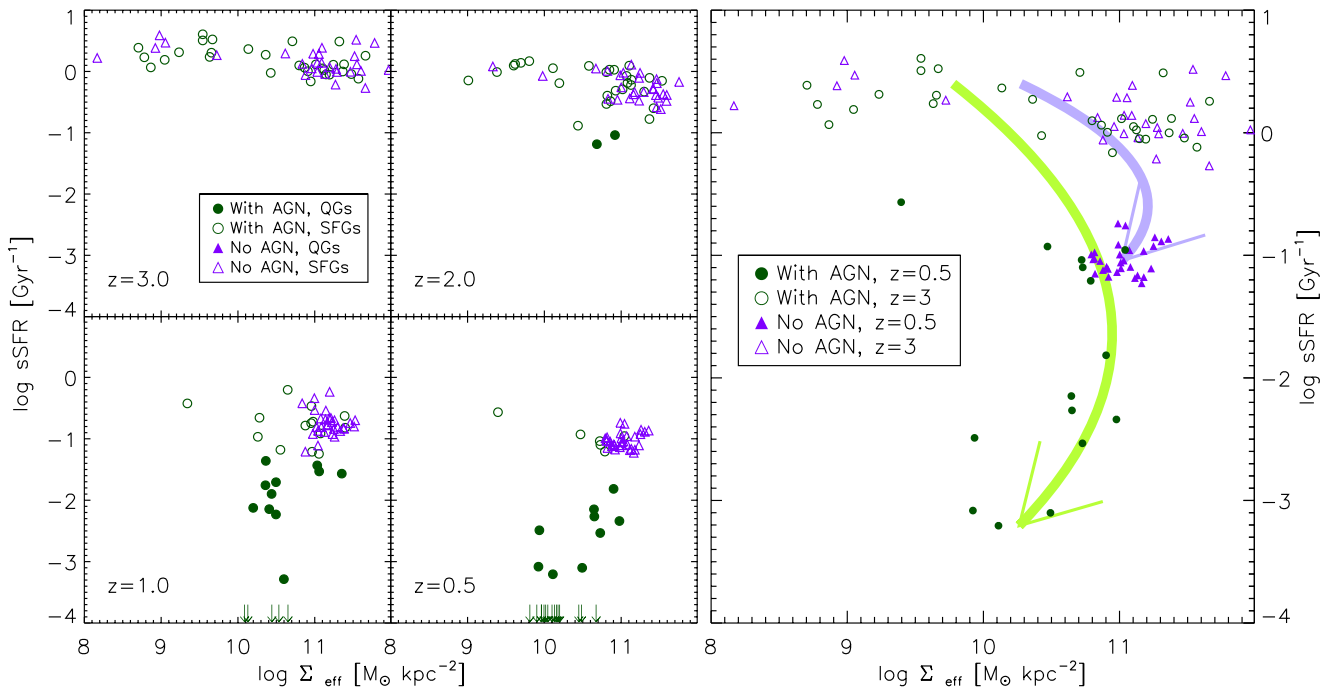 1
0
−1
−2
−3
−4
log sSFR [Gyr⁻¹]
With AGN, QGs
With AGN, SFGs
No AGN, QGs
No AGN, SFGs
z=3.0
z=2.0
0
−1
−2
−3
−4
z=1.0
z=0.5
8 9 10 11 8 9 10 11 12
log Σ eff [M☉ kpc⁻²]
With AGN, z=0.5
With AGN, z=3
No AGN, z=0.5
No AGN, z=3
1
0
−1
−2
−3
−4
log sSFR [Gyr⁻¹]
8 9 10 11
log Σ eff [M☉ kpc⁻²]